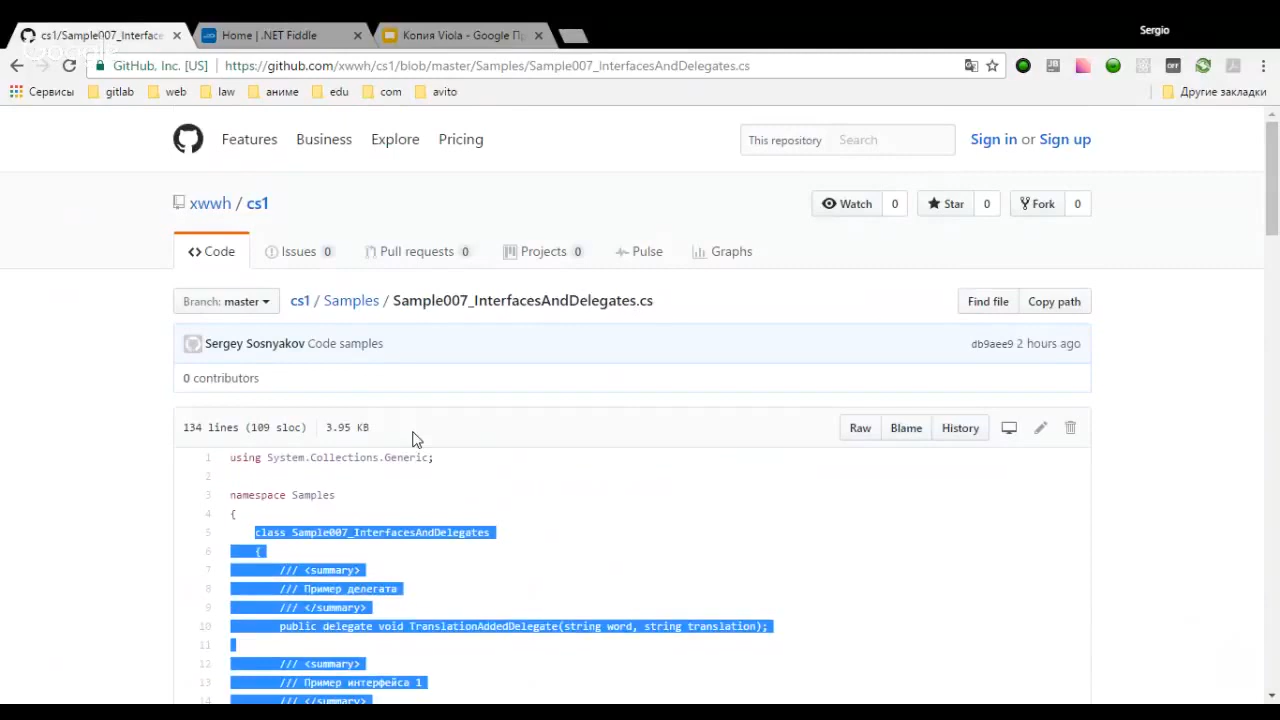 Sergio
cs1/Sample007_Interface
Home | .NET Fiddle
Копия Viola - Google П
GitHub, Inc. [US]
https://github.com/xwwh/cs1/blob/master/Samples/Sample007_InterfacesAndDelegates.cs
Сервисы
gitlab
web
law
аниме
edu
com
avito
Другие закладки
Features
Business
Explore
Pricing
This repository
Search
Sign in or Sign up
xwwh / cs1
Watch 0
Star 0
Fork 0
Code
Issues 0
Pull requests 0
Projects 0
Pulse
Graphs
Branch: master
cs1 / Samples / Sample007_InterfacesAndDelegates.cs
Find file
Copy path
Sergey Sosnyakov Code samples
db9aee9 2 hours ago
0 contributors
134 lines (109 sloc)
3.95 KB
Raw
Blame
History
1 using System.Collections.Generic;
2
3 namespace Samples
4 {
5 class Sample007_InterfacesAndDelegates
6 {
7 /// <summary>
8 /// Пример делегата
9 /// </summary>
10 public delegate void TranslationAddedDelegate(string word, string translation);
11
12 /// <summary>
13 /// Пример интерфейса 1
14 /// </summary>